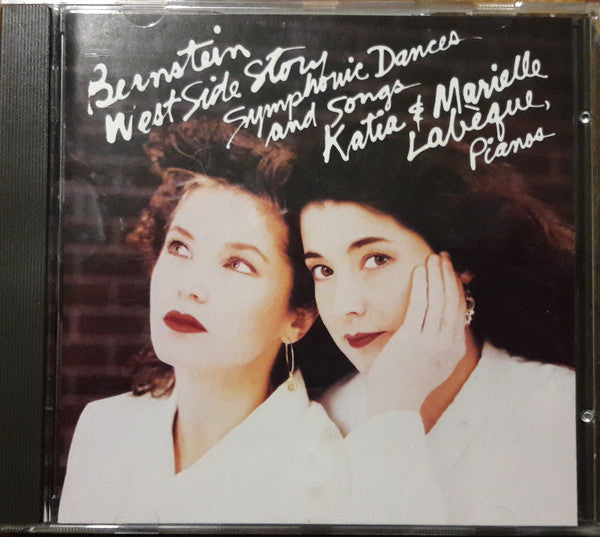 Bernstein
West Side Story
Symphonic Dances
and Songs
Katia & Marielle
Labèque,
Pianos